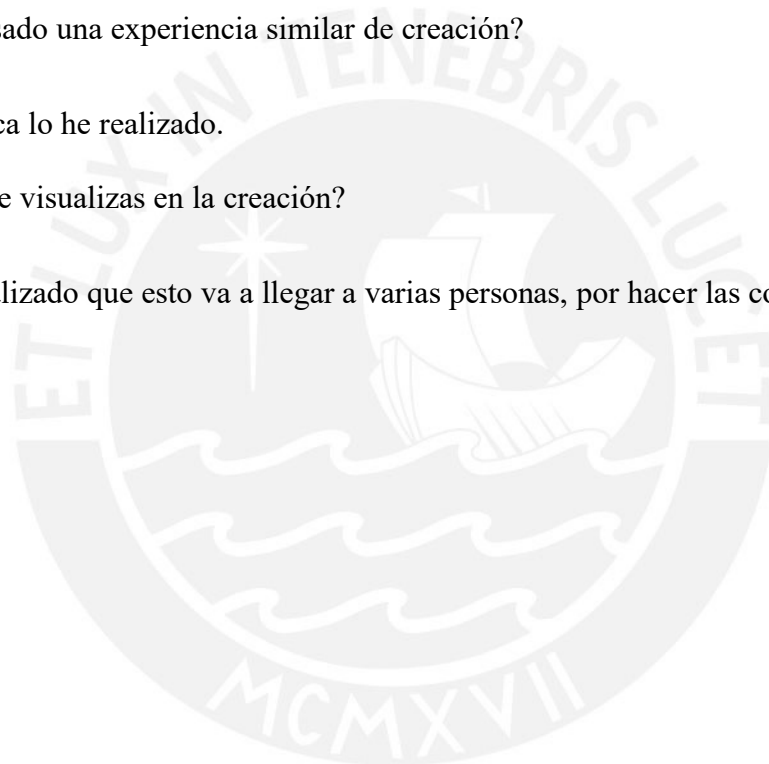 sado una experiencia similar de creación?
ca lo he realizado.
e visualizas en la creación?
lizado que esto va a llegar a varias personas, por hacer las co
ET LUX IN TENEBRIS LUCET
MCMXVII